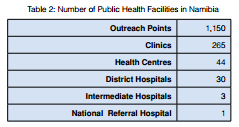 Table 2: Number of Public Health Facilities in Namibia
Outreach Points 1,150
Clinics 265
Health Centres 44
District Hospitals 30
Intermediate Hospitals 3
National Referral Hospital 1